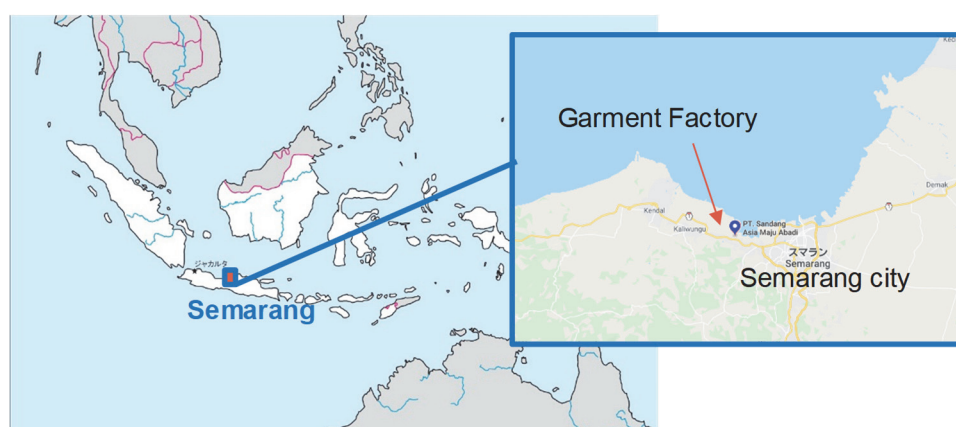 ジャカルタ
Semarang
Garment Factory
Kendal
Kaliwungu
PT. Sandang
Asia Maju Abadi
Demak
スマラン
Semarang
Semarang city